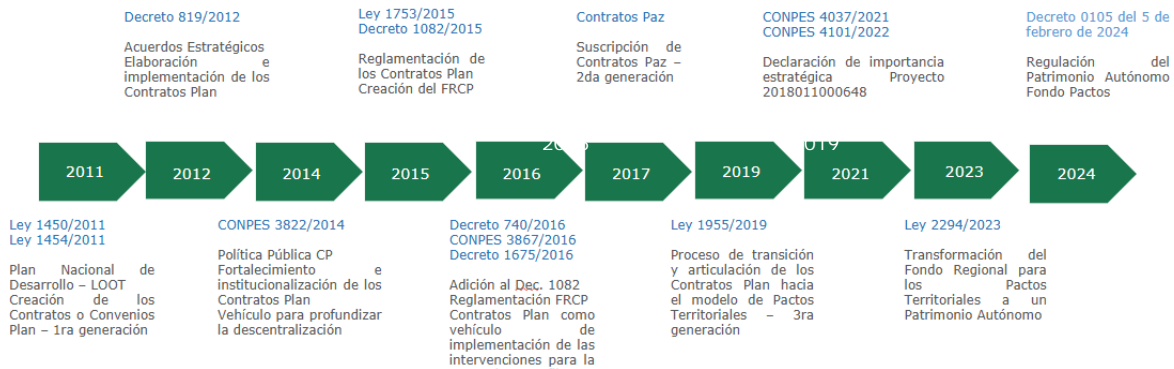 Decreto 819/2012
Acuerdos Estratégicos
Elaboración e
implementación de los
Contratos Plan
Ley 1753/2015
Decreto 1082/2015
Reglamentación de
los Contratos Plan
Creación del FRCP
Contratos Paz
Suscripción de
Contratos Paz –
2da generación
CONPES 4037/2021
CONPES 4101/2022
Declaración de importancia
estratégica Proyecto
2018011000648
Decreto 0105 del 5 de
febrero de 2024
Regulación del
Patrimonio Autónomo
Fondo Pactos
2011
2012
2014
2015
2016
2017
2019
2021
2023
2024
Ley 1450/2011
Ley 1454/2011
Plan Nacional de
Desarrollo – LOOT
Creación de los
Contratos o Convenios
Plan – 1ra generación
CONPES 3822/2014
Política Pública CP
Fortalecimiento e
institucionalización de los
Contratos Plan
Vehículo para profundizar
la descentralización
Decreto 740/2016
CONPES 3867/2016
Decreto 1675/2016
Adición al Dec. 1082
Reglamentación FRCP
Contratos Plan como
vehículo de
implementación de las
intervenciones para la
Ley 1955/2019
Proceso de transición
y articulación de los
Contratos Plan hacia
el modelo de Pactos
Territoriales – 3ra
generación
Ley 2294/2023
Transformación del
Fondo Regional para
los Pactos
Territoriales a un
Patrimonio Autónomo